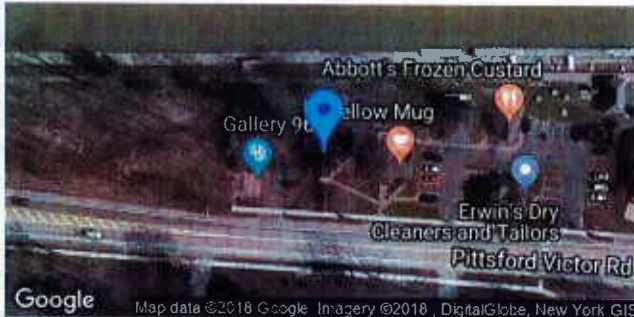 Abbott's Frozen Custard
Gallery 96
ellow Mug
Erwin's Dry
Cleaners and Tailors
Pittsford Victor Rd
Google
Map data ©2018 Google Imagery ©2018 , DigitalGlobe, New York GIS